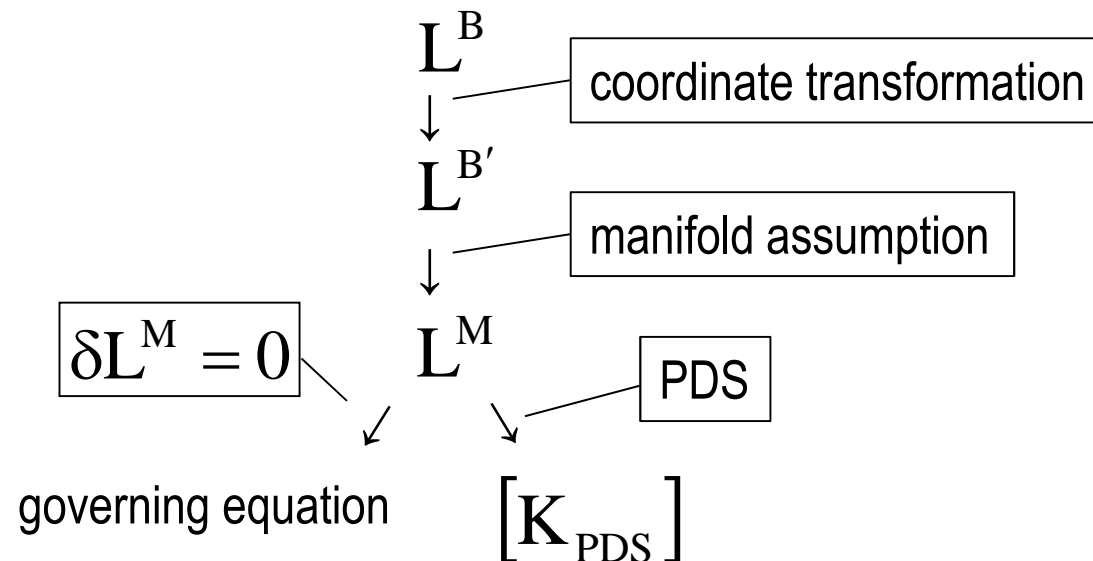 L^B
coordinate transformation
L^B′
manifold assumption
δL^M = 0
L^M
PDS
governing equation
[K_PDS]